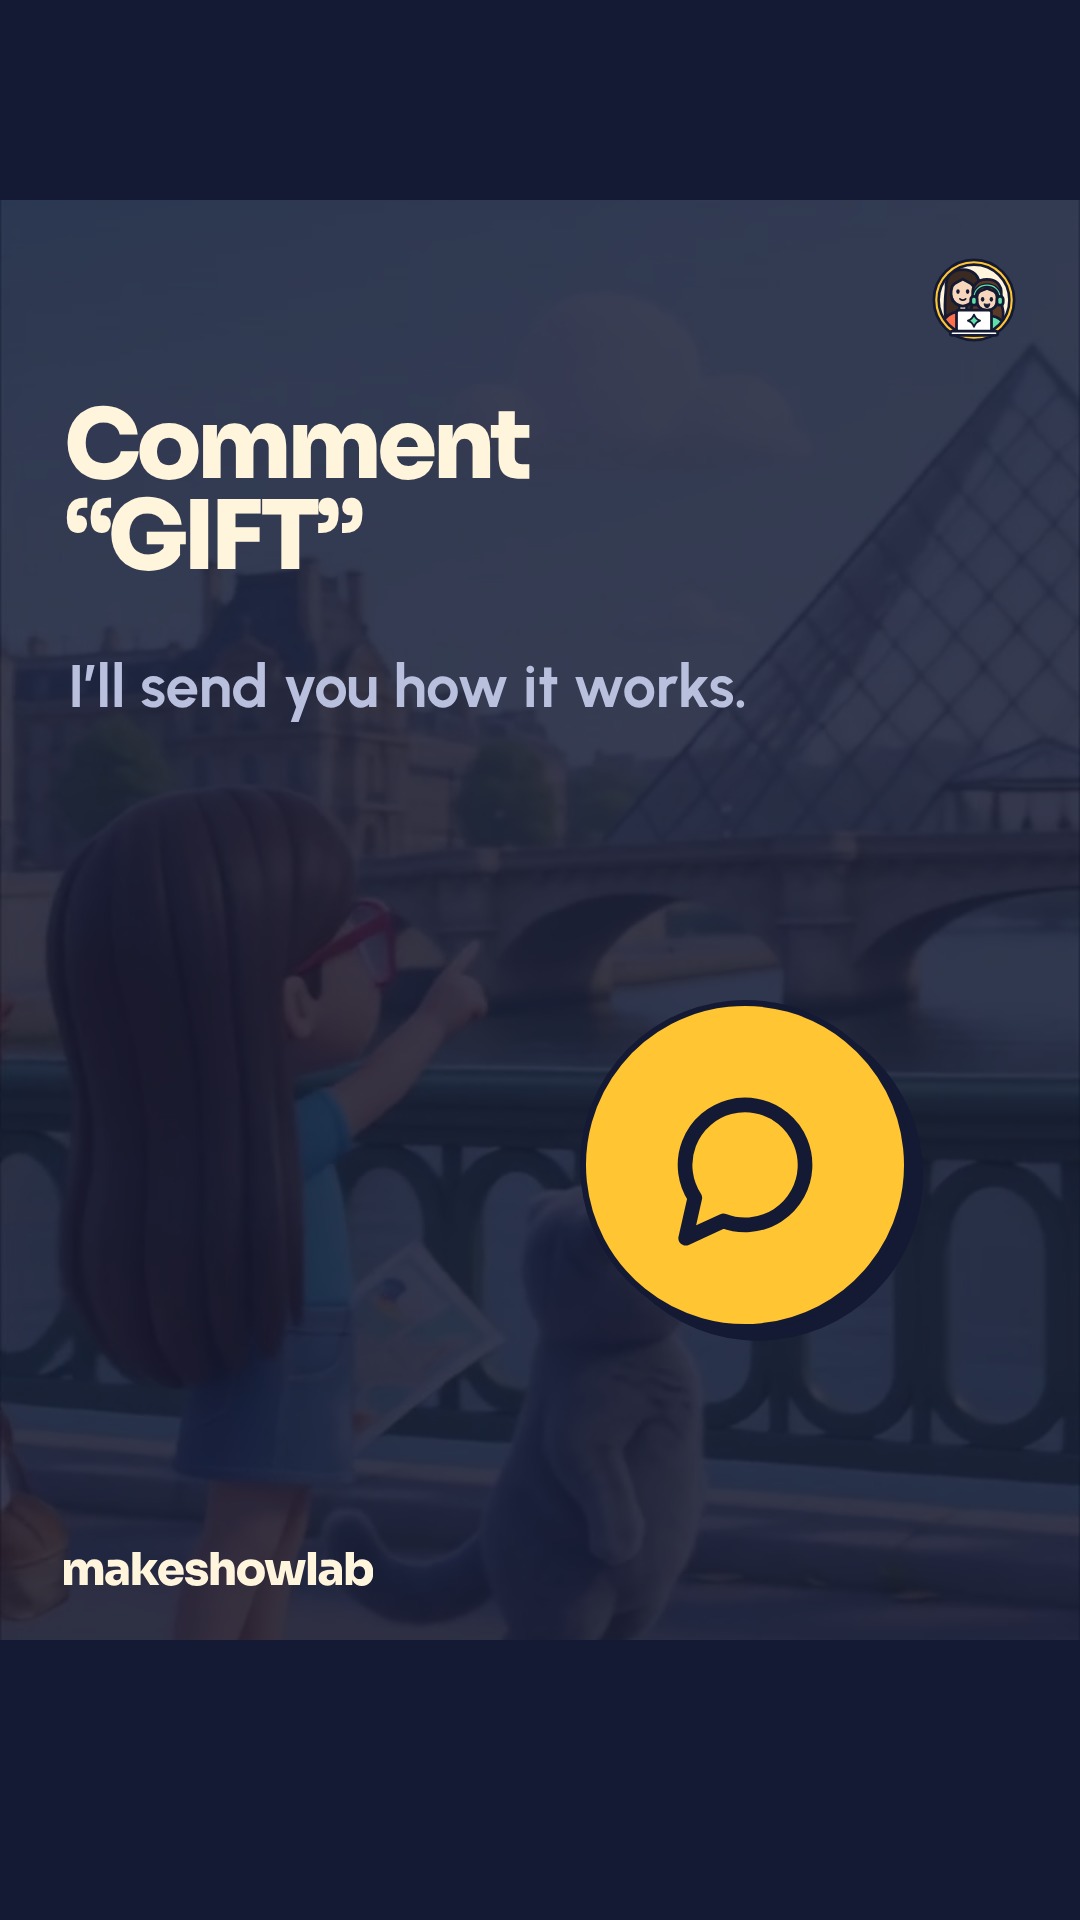 Comment
“GIFT”
I’ll send you how it works.
makeshowlab